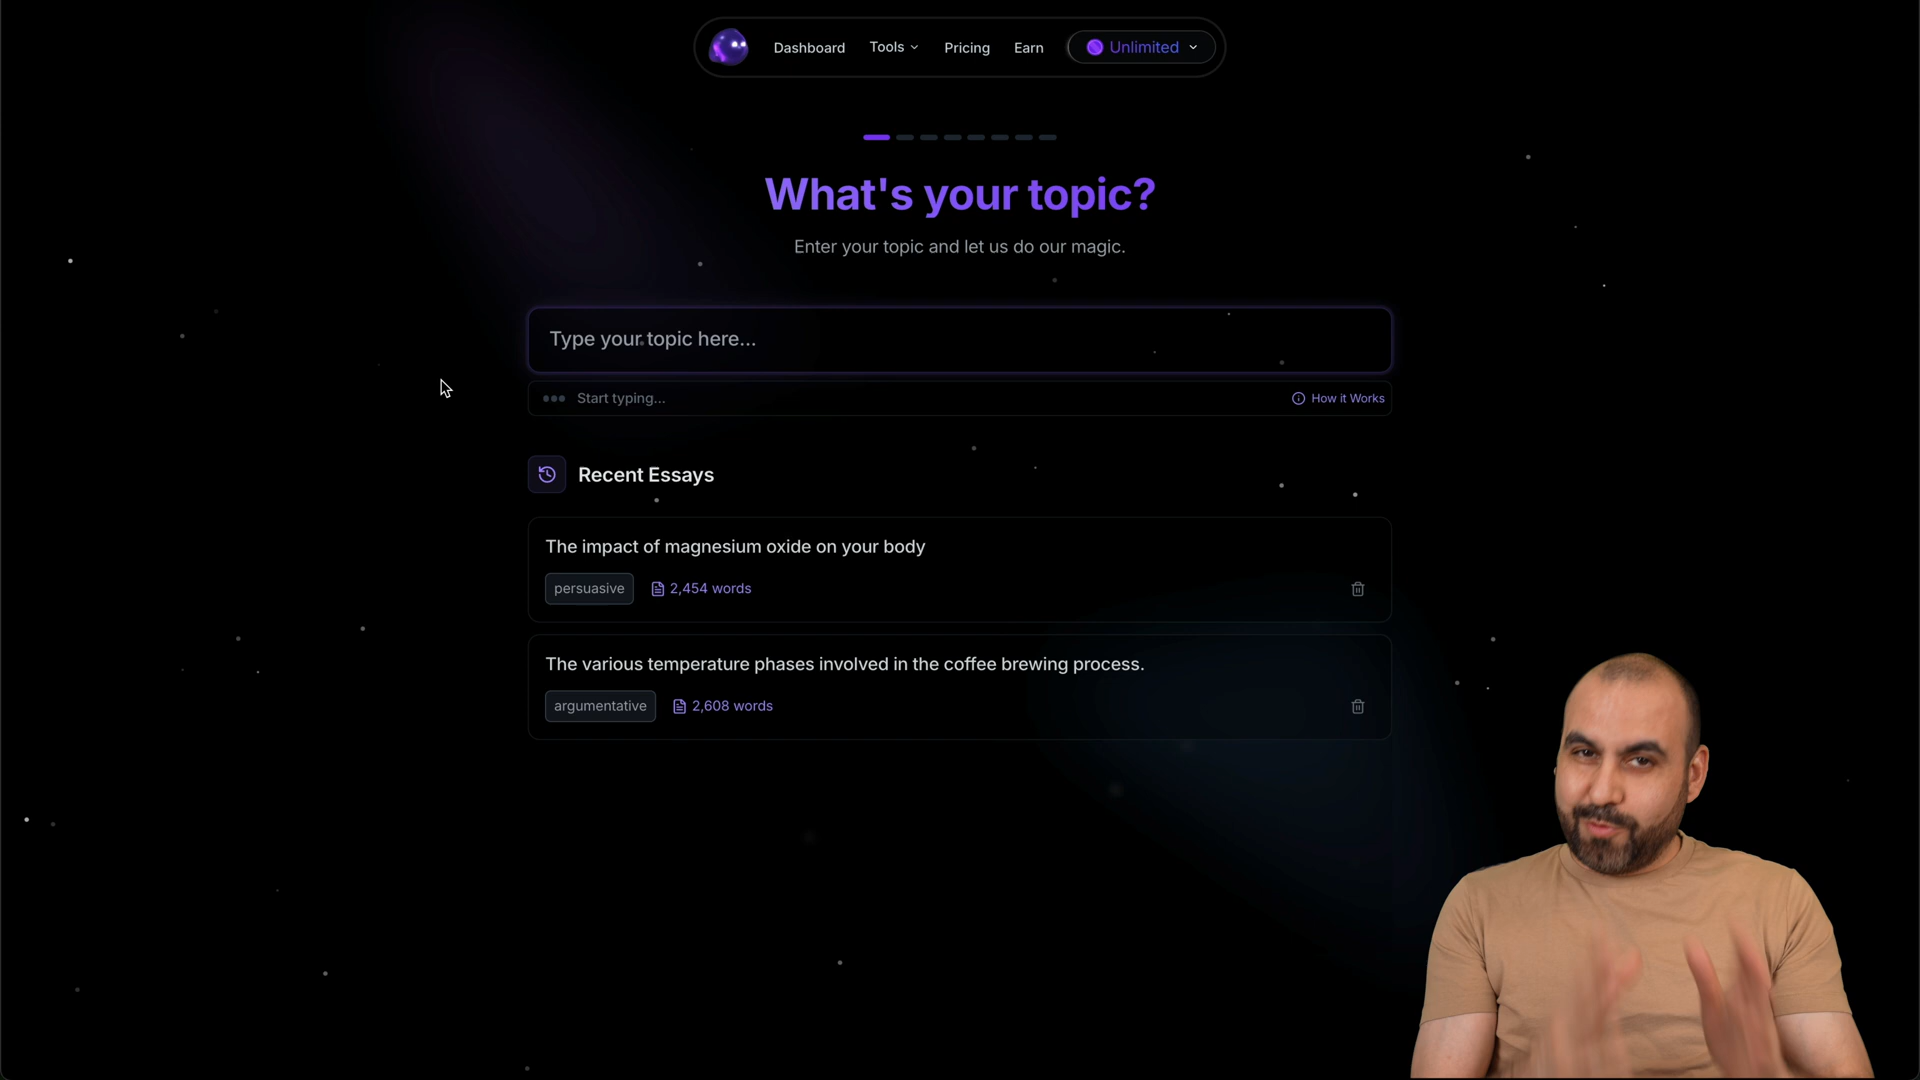 Dashboard Tools Pricing Earn Unlimited
What's your topic?
Enter your topic and let us do our magic.
Type your topic here...
Start typing... How it Works
Recent Essays
The impact of magnesium oxide on your body
persuasive 2,454 words
The various temperature phases involved in the coffee brewing process.
argumentative 2,608 words